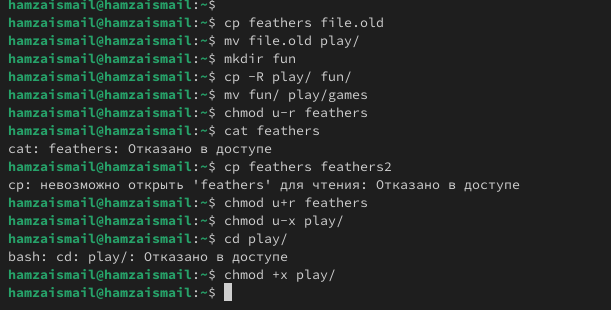 hamzaismail@hamzaismail:~$
hamzaismail@hamzaismail:~$ cp feathers file.old
hamzaismail@hamzaismail:~$ mv file.old play/
hamzaismail@hamzaismail:~$ mkdir fun
hamzaismail@hamzaismail:~$ cp -R play/ fun/
hamzaismail@hamzaismail:~$ mv fun/ play/games
hamzaismail@hamzaismail:~$ chmod u-r feathers
hamzaismail@hamzaismail:~$ cat feathers
cat: feathers: Отказано в доступе
hamzaismail@hamzaismail:~$ cp feathers feathers2
cp: невозможно открыть 'feathers' для чтения: Отказано в доступе
hamzaismail@hamzaismail:~$ chmod u+r feathers
hamzaismail@hamzaismail:~$ chmod u-x play/
hamzaismail@hamzaismail:~$ cd play/
bash: cd: play/: Отказано в доступе
hamzaismail@hamzaismail:~$ chmod +x play/
hamzaismail@hamzaismail:~$